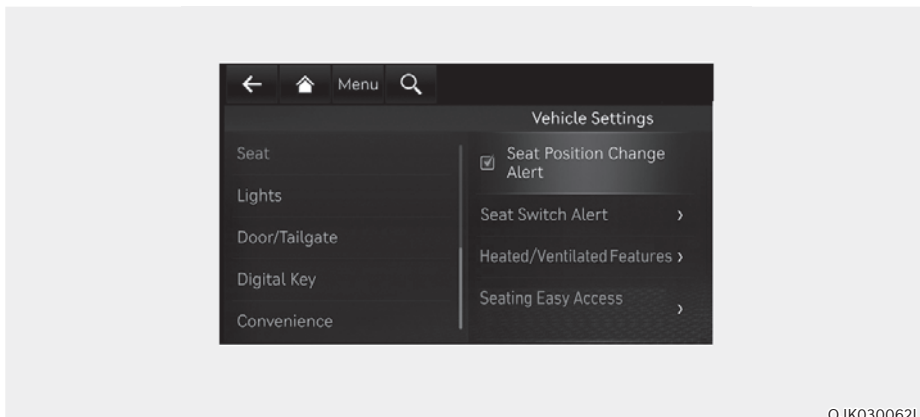 Menu
Vehicle Settings
Seat
Lights
Door/Tailgate
Digital Key
Convenience
Seat Position Change
Alert
Seat Switch Alert
Heated/Ventilated Features
Seating Easy Access